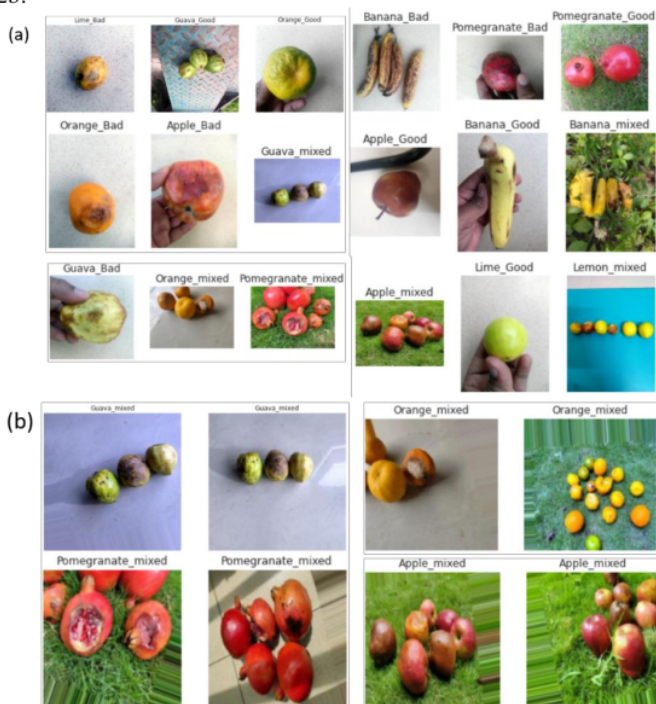 2b.
(a)
Lime_Bad
Guava_Good
Orange_Good
Banana_Bad
Pomegranate_Bad
Pomegranate_Good
Orange_Bad
Apple_Bad
Guava_mixed
Apple_Good
Banana_Good
Banana_mixed
Guava_Bad
Orange_mixed
Pomegranate_mixed
Apple_mixed
Lime_Good
Lemon_mixed
(b)
Guava_mixed
Guava_mixed
Orange_mixed
Orange_mixed
Pomegranate_mixed
Pomegranate_mixed
Apple_mixed
Apple_mixed